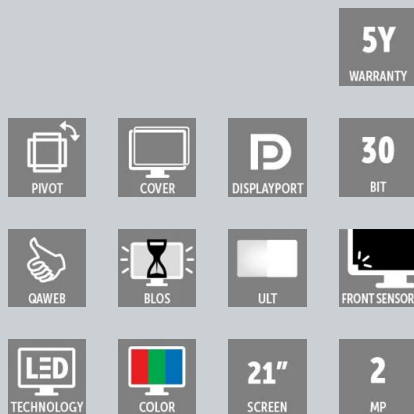 5Y
WARRANTY
PIVOT
COVER
DISPLAYPORT
30
BIT
QAWEB
BLOS
ULT
FRONT SENSOR
LED
TECHNOLOGY
COLOR
21"
SCREEN
2
MP